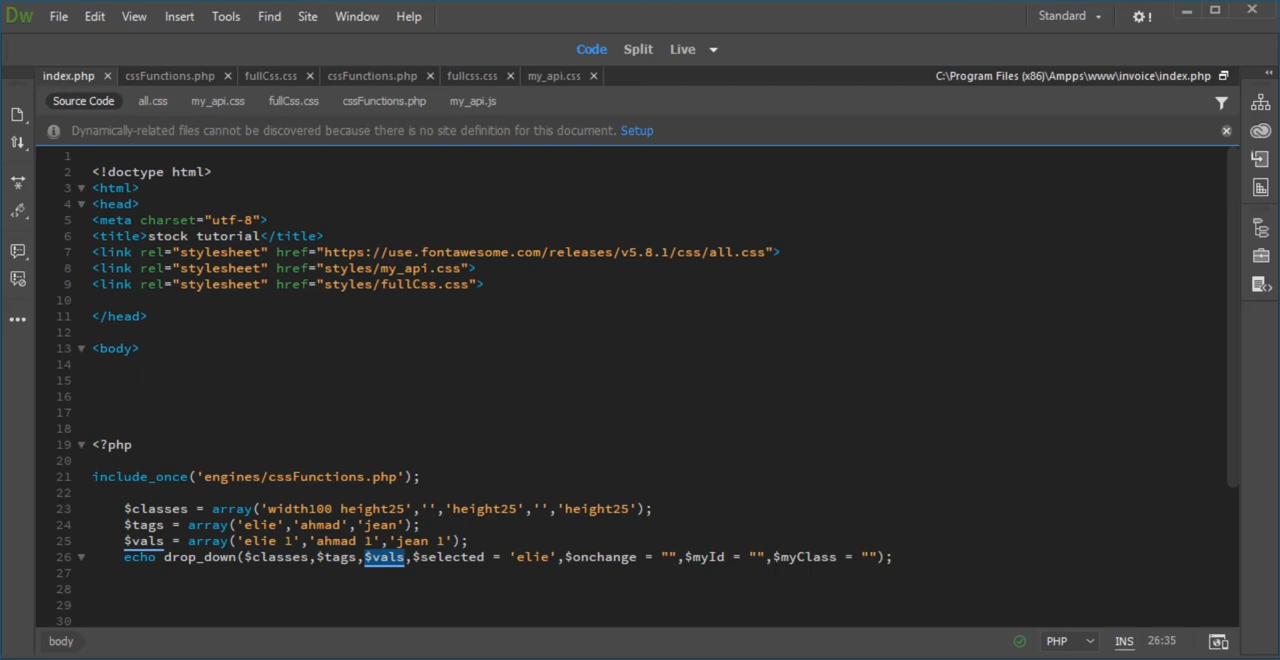 Dw File Edit View Insert Tools Find Site Window Help Standard
Code Split Live
index.php cssFunctions.php fullCss.css cssFunctions.php fullcss.css my_api.css C:\Program Files (x86)\Ampps\www\invoice\index.php
Source Code all.css my_api.css fullCss.css cssFunctions.php my_api.js
Dynamically-related files cannot be discovered because there is no site definition for this document. Setup
1
2 <!doctype html>
3 <html>
4 <head>
5 <meta charset="utf-8">
6 <title>stock tutorial</title>
7 <link rel="stylesheet" href="https://use.fontawesome.com/releases/v5.8.1/css/all.css">
8 <link rel="stylesheet" href="styles/my_api.css">
9 <link rel="stylesheet" href="styles/fullCss.css">
10
11 </head>
12
13 <body>
14
15
16
17
18
19 <?php
20
21 include_once('engines/cssFunctions.php');
22
23 $classes = array('width100 height25','','height25','','height25');
24 $tags = array('elie','ahmad','jean');
25 $vals = array('elie 1','ahmad 1','jean 1');
26 echo drop_down($classes,$tags,$vals,$selected = 'elie',$onchange = "",$myId = "",$myClass = "");
27
28
29
30
body PHP INS 26:35